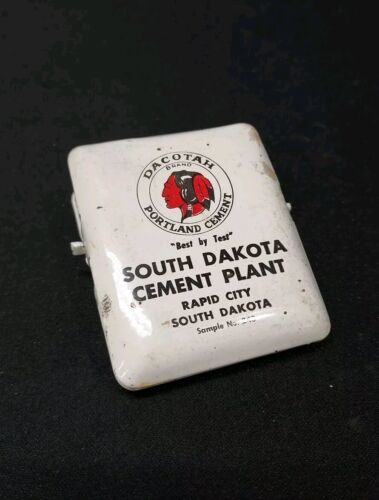 DACOTAH
BRAND
PORTLAND CEMENT
"Best by Test"
SOUTH DAKOTA
CEMENT PLANT
RAPID CITY
SOUTH DAKOTA
Sample No.